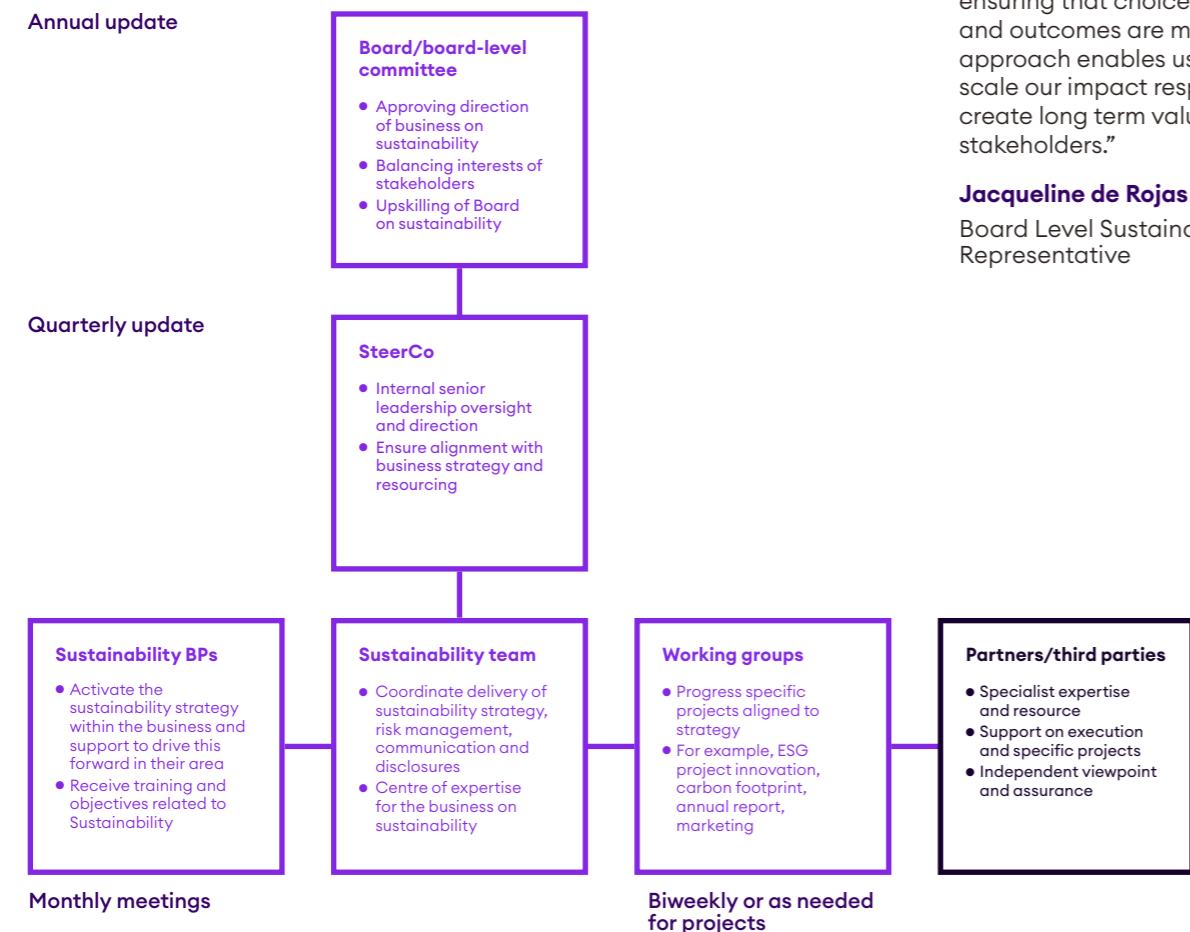 Annual update
Board/board-level
committee
• Approving direction
of business on
sustainability
• Balancing interests of
stakeholders
• Upskilling of Board
on sustainability
ensuring that choice
and outcomes are m
approach enables us
scale our impact resp
create long term valu
stakeholders.”
Jacqueline de Rojas
Board Level Sustaina
Representative
Quarterly update
SteerCo
• Internal senior
leadership oversight
and direction
• Ensure alignment with
business strategy and
resourcing
Sustainability BPs
• Activate the
sustainability strategy
within the business and
support to drive this
forward in their area
• Receive training and
objectives related to
Sustainability
Sustainability team
• Coordinate delivery of
sustainability strategy,
risk management,
communication and
disclosures
• Centre of expertise
for the business on
sustainability
Working groups
• Progress specific
projects aligned to
strategy
• For example, ESG
project innovation,
carbon footprint,
annual report,
marketing
Partners/third parties
• Specialist expertise
and resource
• Support on execution
and specific projects
• Independent viewpoint
and assurance
Monthly meetings
Biweekly or as needed
for projects